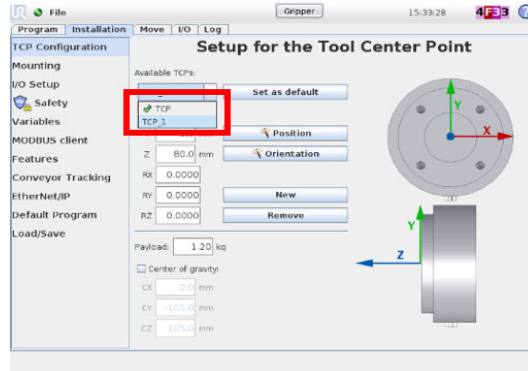 UR File Gripper 15:33:28 4F33 ?
Program Installation Move I/O Log
TCP Configuration
Setup for the Tool Center Point
Mounting
Available TCPs:
I/O Setup
Set as default
Safety
TCP
Variables
TCP_1
mm Position
MODBUS client
Z 80.0 mm Orientation
Features
RX 0.0000
Conveyor Tracking
EtherNet/IP
RY 0.0000 New
Default Program
RZ 0.0000 Remove
Load/Save
Payload: 1.20 kg
Center of gravity:
CX 0.0 mm
CY -105.0 mm
CZ 105.0 mm
Y
X
Y
Z